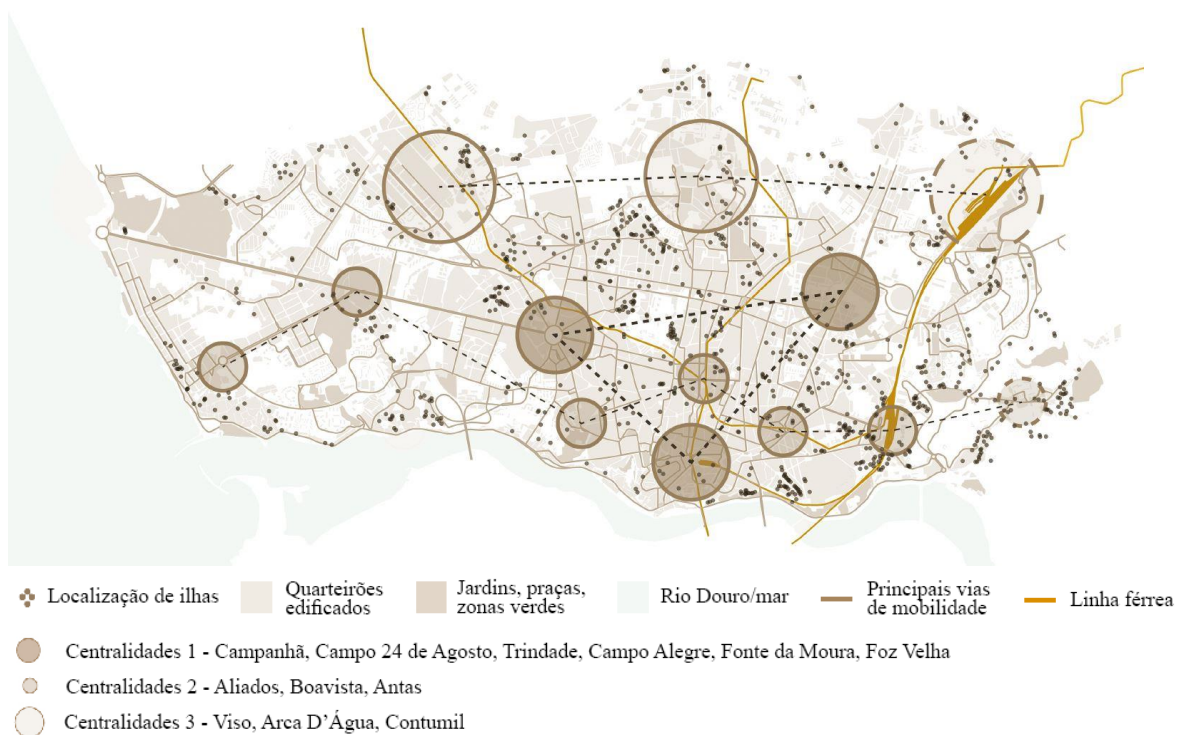 Localização de ilhas
Quarteirões
edificados
Jardins, praças,
zonas verdes
Rio Douro/mar
Principais vias
de mobilidade
Linha férrea
Centralidades 1 - Campanhã, Campo 24 de Agosto, Trindade, Campo Alegre, Fonte da Moura, Foz Velha
Centralidades 2 - Aliados, Boavista, Antas
Centralidades 3 - Viso, Arca D’Água, Contumil